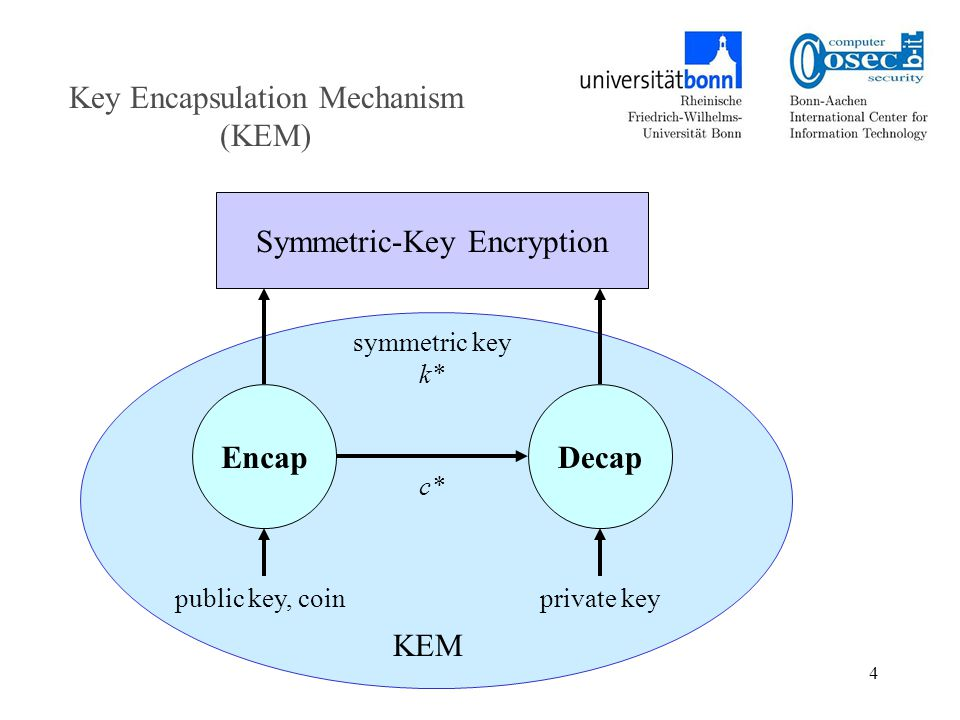 universitätbonn
Rheinische
Friedrich-Wilhelms-
Universität Bonn
computer
cosec
b-it
security
Bonn-Aachen
International Center for
Information Technology
Key Encapsulation Mechanism
(KEM)
Symmetric-Key Encryption
symmetric key
k*
Encap
Decap
c*
public key, coin
private key
KEM
4